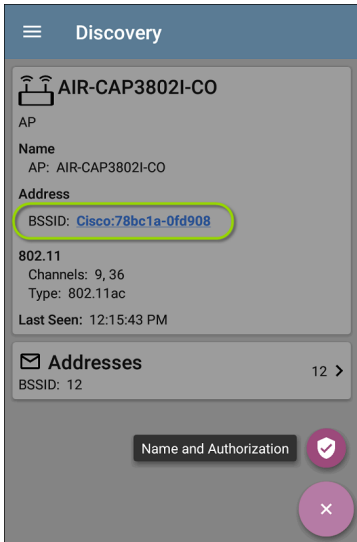 Discovery
AIR-CAP3802I-CO
AP
Name
AP: AIR-CAP3802I-CO
Address
BSSID: Cisco:78bc1a-0fd908
802.11
Channels: 9, 36
Type: 802.11ac
Last Seen: 12:15:43 PM
Addresses
12
BSSID: 12
Name and Authorization